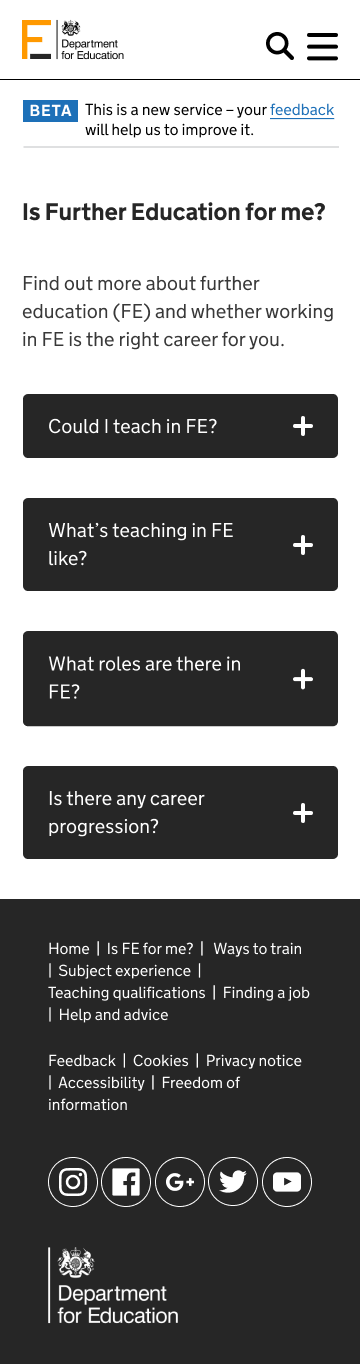 FE
Department
for Education
BETA
This is a new service – your feedback
will help us to improve it.
Is Further Education for me?
Find out more about further
education (FE) and whether working
in FE is the right career for you.
Could I teach in FE?
What's teaching in FE
like?
What roles are there in
FE?
Is there any career
progression?
Home | Is FE for me? | Ways to train
| Subject experience |
Teaching qualifications | Finding a job
| Help and advice
Feedback | Cookies | Privacy notice
| Accessibility | Freedom of
information
G+
Department
for Education